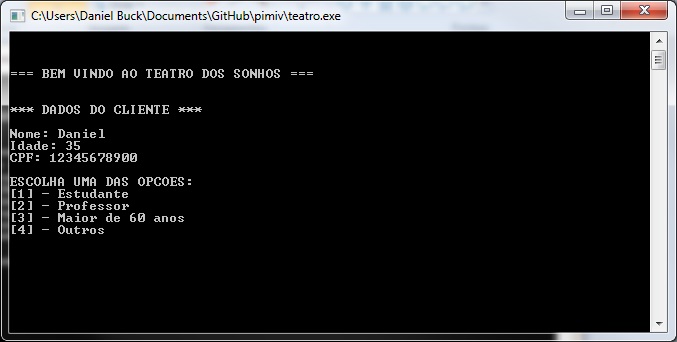 C:\Users\Daniel Buck\Documents\GitHub\pimiv\teatro.exe
=== BEM VINDO AO TEATRO DOS SONHOS ===
*** DADOS DO CLIENTE ***
Nome: Daniel
Idade: 35
CPF: 12345678900
ESCOLHA UMA DAS OPCOES:
[1] - Estudante
[2] - Professor
[3] - Maior de 60 anos
[4] - Outros